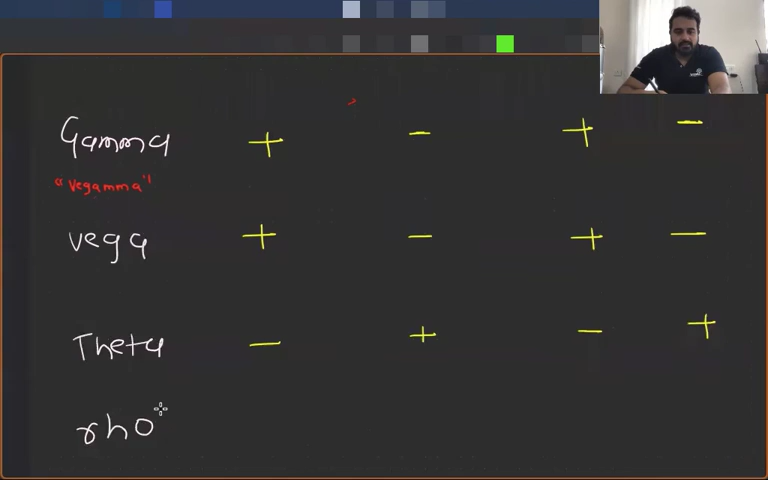 Gamma + - + -
"Vegamma"
Vega + - + -
Theta - + - +
rho